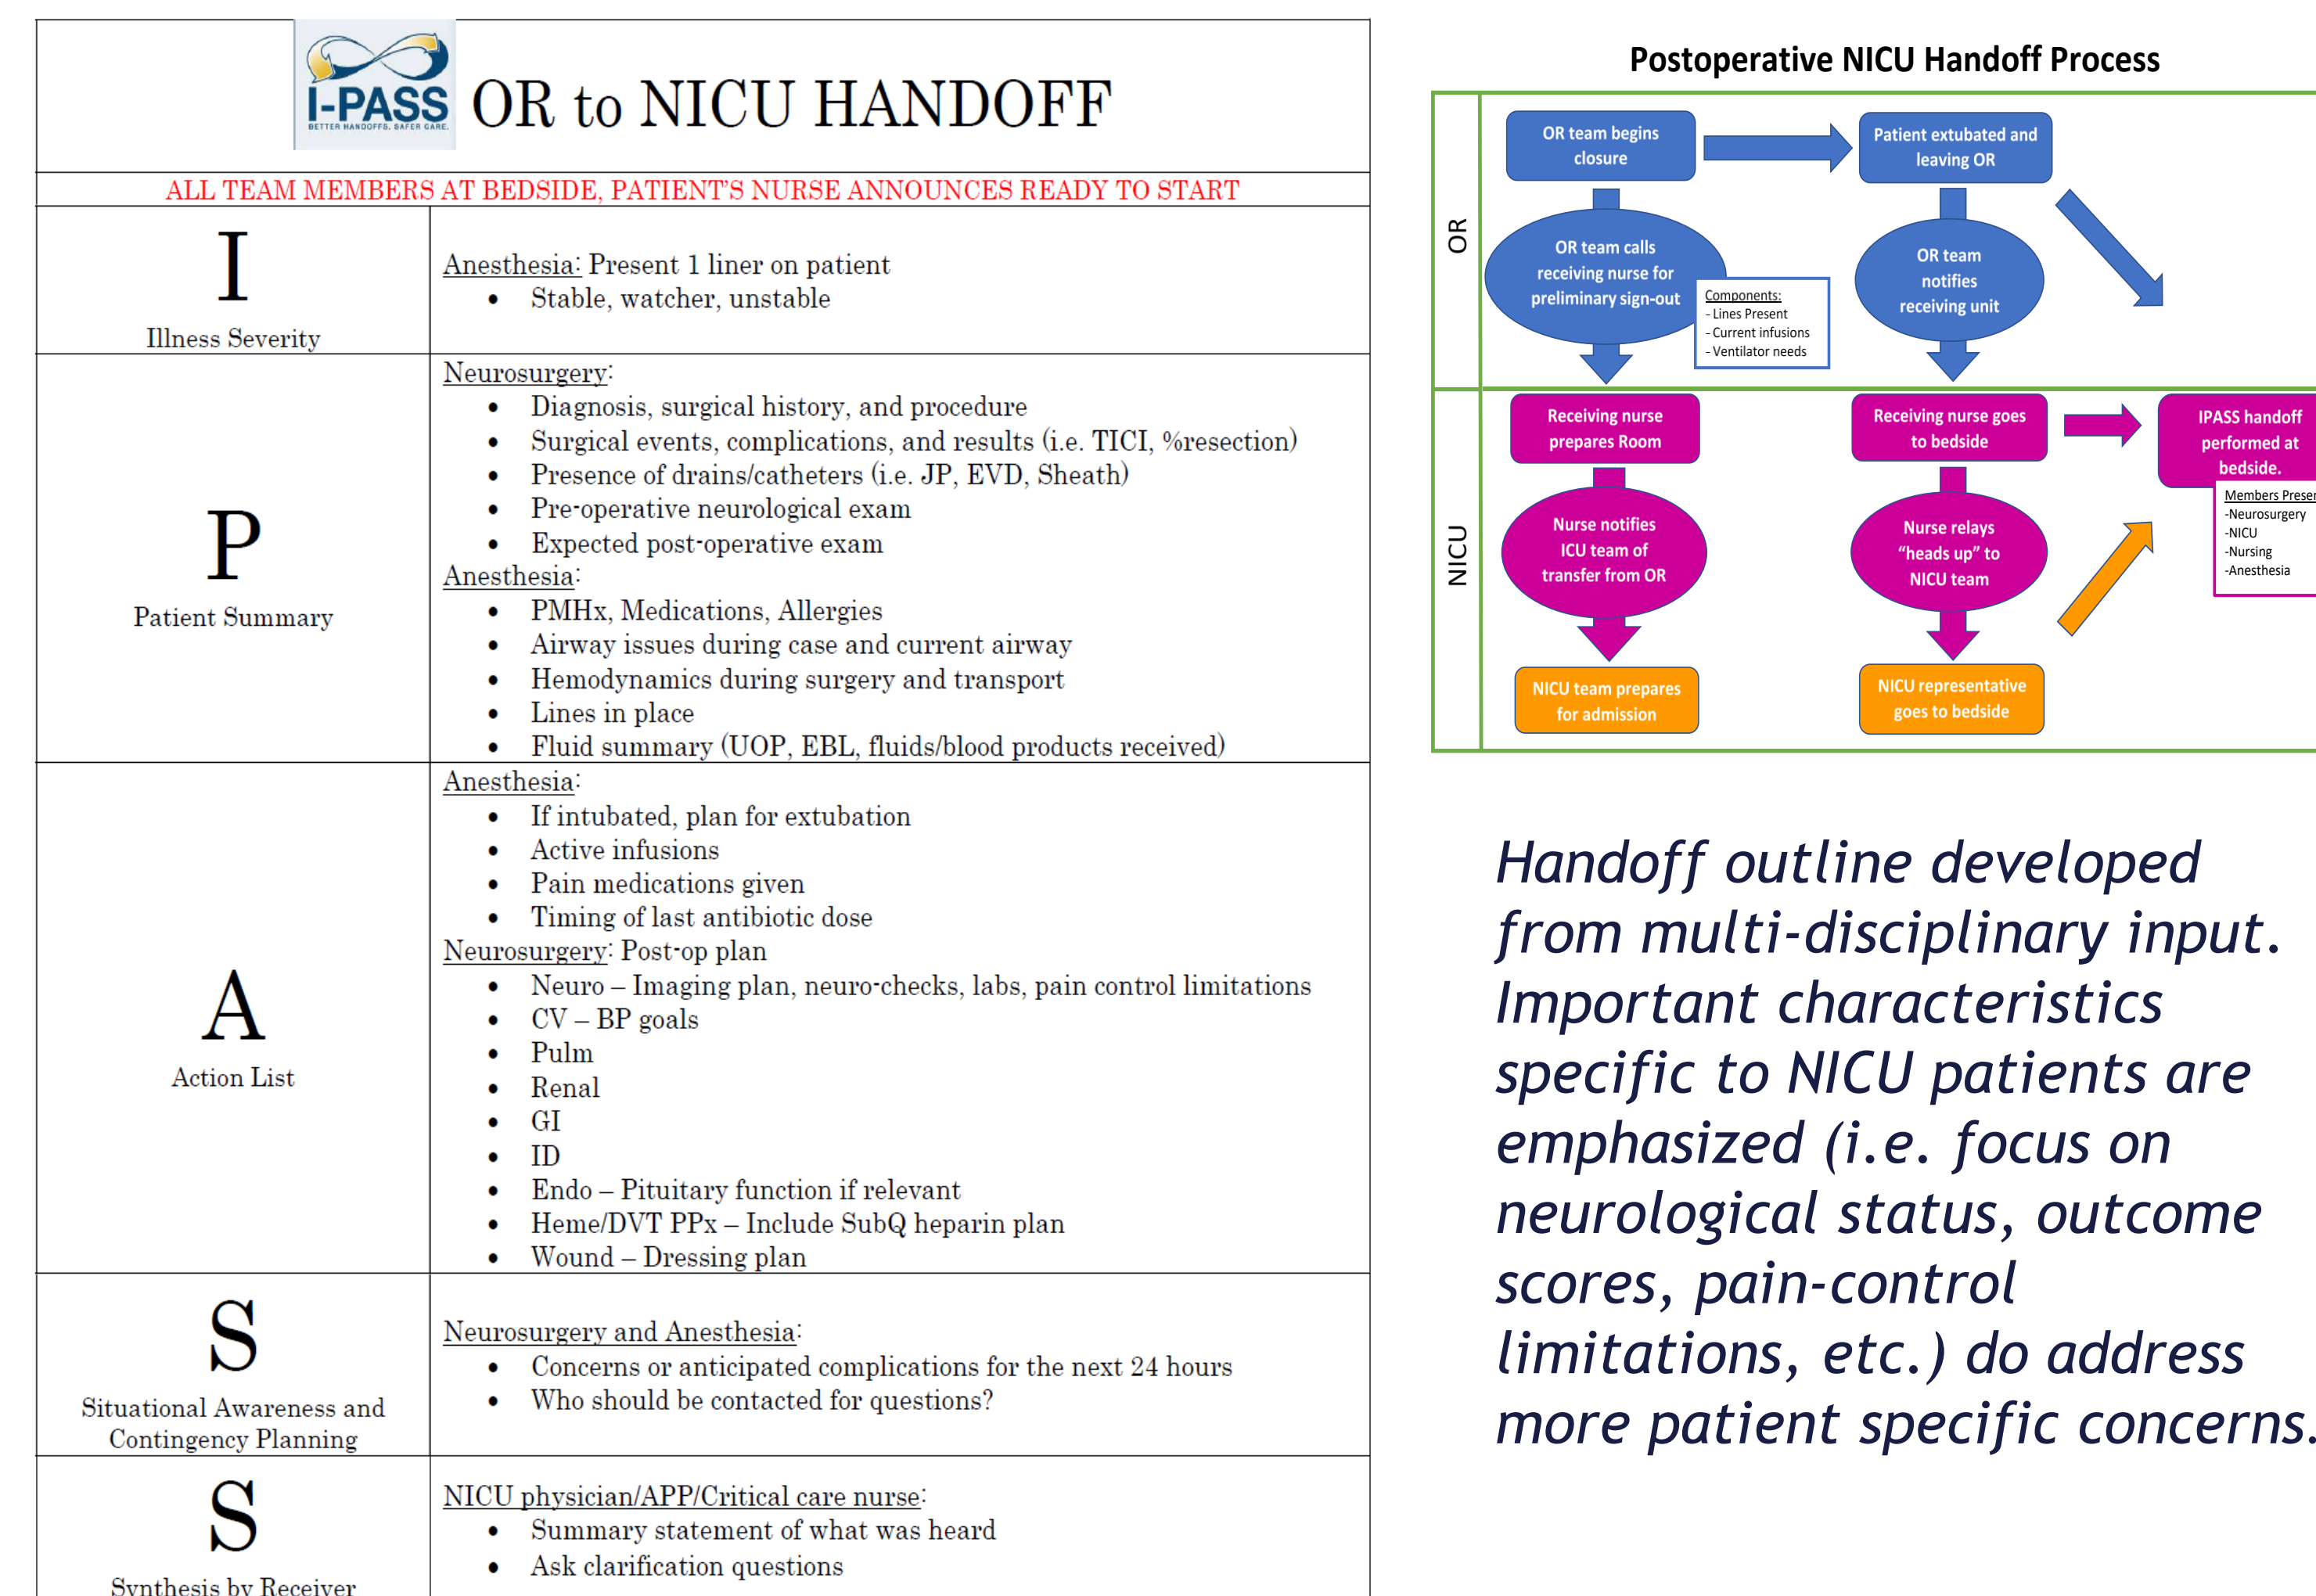 I-PASS
BETTER HANDOFFS. SAFER CARE.
OR to NICU HANDOFF
ALL TEAM MEMBERS AT BEDSIDE, PATIENT'S NURSE ANNOUNCES READY TO START
I
Illness Severity
Anesthesia: Present 1 liner on patient
• Stable, watcher, unstable
P
Patient Summary
Neurosurgery:
• Diagnosis, surgical history, and procedure
• Surgical events, complications, and results (i.e. TICI, %resection)
• Presence of drains/catheters (i.e. JP, EVD, Sheath)
• Pre-operative neurological exam
• Expected post-operative exam
Anesthesia:
• PMHx, Medications, Allergies
• Airway issues during case and current airway
• Hemodynamics during surgery and transport
• Lines in place
• Fluid summary (UOP, EBL, fluids/blood products received)
A
Action List
Anesthesia:
• If intubated, plan for extubation
• Active infusions
• Pain medications given
• Timing of last antibiotic dose
Neurosurgery: Post-op plan
• Neuro – Imaging plan, neuro-checks, labs, pain control limitations
• CV – BP goals
• Pulm
• Renal
• GI
• ID
• Endo – Pituitary function if relevant
• Heme/DVT PPx – Include SubQ heparin plan
• Wound – Dressing plan
S
Situational Awareness and
Contingency Planning
Neurosurgery and Anesthesia:
• Concerns or anticipated complications for the next 24 hours
• Who should be contacted for questions?
S
Synthesis by Receiver
NICU physician/APP/Critical care nurse:
• Summary statement of what was heard
• Ask clarification questions
Postoperative NICU Handoff Process
OR
OR team begins
closure
Patient extubated and
leaving OR
OR team calls
receiving nurse for
preliminary sign-out
Components:
- Lines Present
- Current infusions
- Ventilator needs
OR team
notifies
receiving unit
NICU
Receiving nurse
prepares Room
Receiving nurse goes
to bedside
IPASS handoff
performed at
bedside.
Members Presen
-Neurosurgery
-NICU
-Nursing
-Anesthesia
Nurse notifies
ICU team of
transfer from OR
Nurse relays
“heads up” to
NICU team
NICU team prepares
for admission
NICU representative
goes to bedside
Handoff outline developed
from multi-disciplinary input.
Important characteristics
specific to NICU patients are
emphasized (i.e. focus on
neurological status, outcome
scores, pain-control
limitations, etc.) do address
more patient specific concerns.